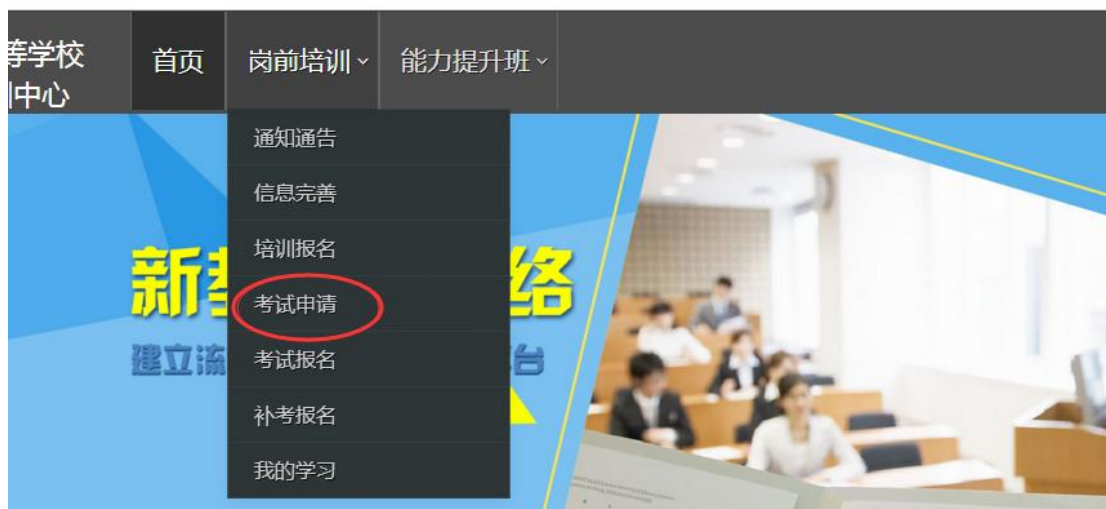 等学校
首页
岗前培训
能力提升班
中心
通知通告
信息完善
培训报名
新
络
考试申请
建立流
台
考试报名
补考报名
我的学习